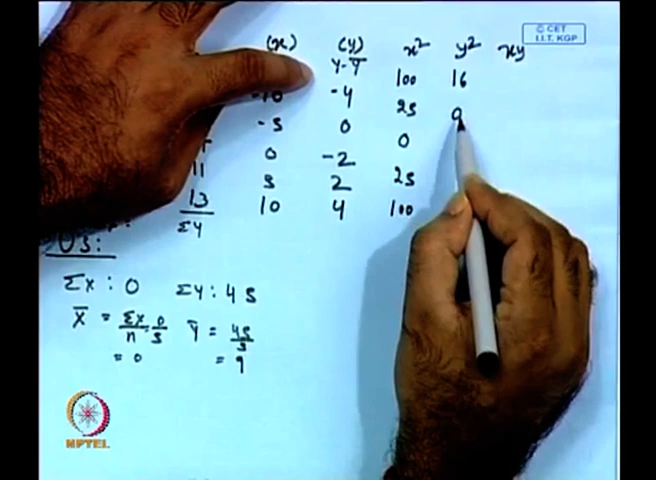 © CET
I.I.T. KGP
(x) (y) x² y² xy
Y-Ȳ
-10 -4 100 16
-5 0 25 0
0 -2 0
11 5 2 25
13 10 4 100
ΣY
ΣX : 0 ΣY : 45
X̄ = ΣX/n = 0/5 Ȳ = 45/5
= 0 = 9
NPTEL